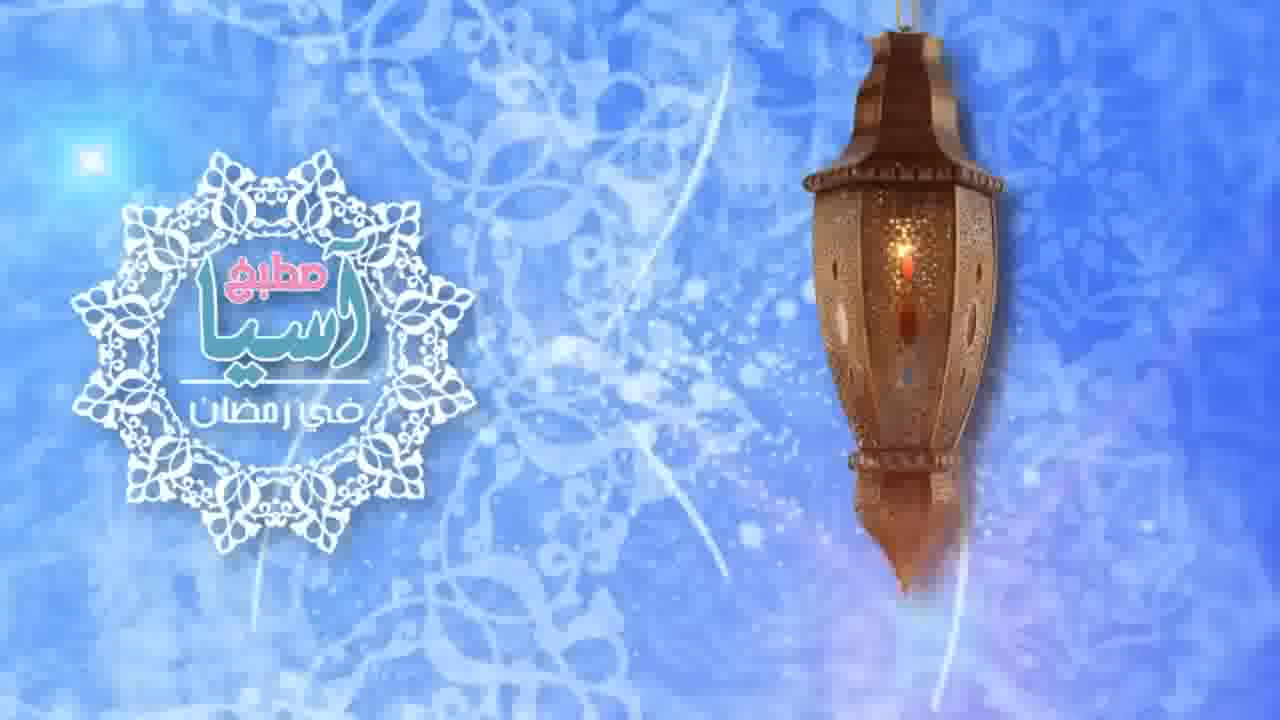 مطبخ
آسيا
في رمضان